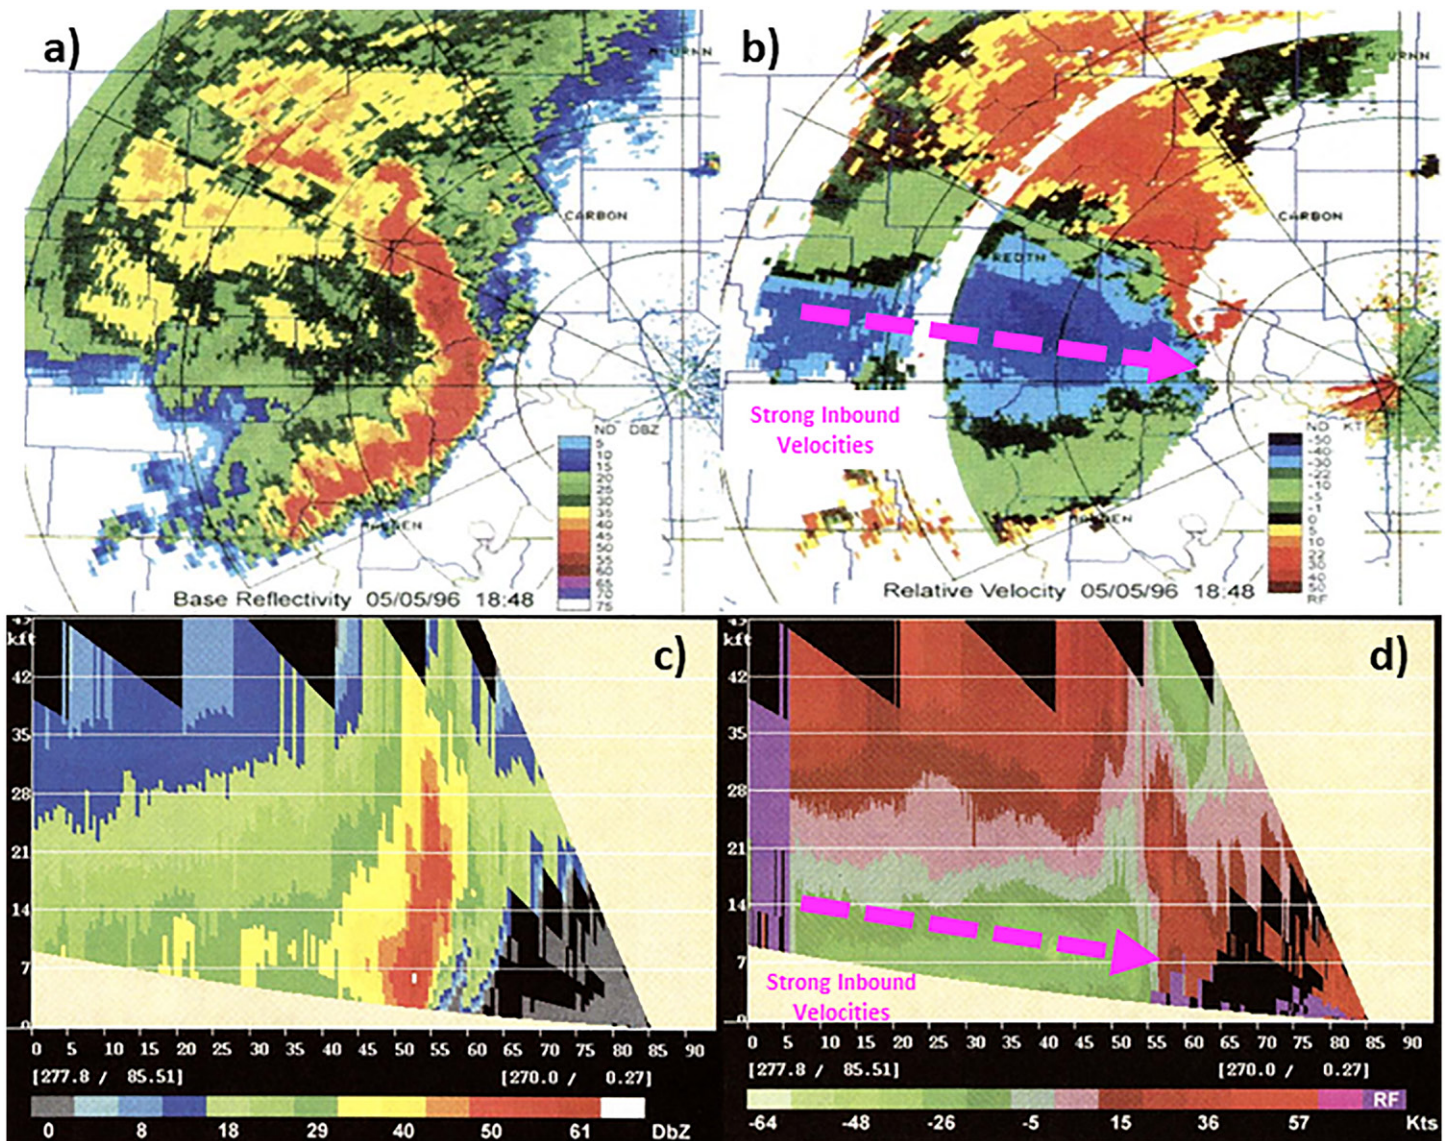 a)
CARBON
ND DBZ
5
10
15
20
25
30
35
40
45
50
55
60
65
70
75
Base Reflectivity 05/05/96 18:48
b)
CARBON
REDTN
Strong Inbound
Velocities
ND KT
-50
-40
-30
-22
-10
-5
-1
0
5
10
22
30
40
50
RF
Relative Velocity 05/05/96 18:48
c)
kft
42
35
28
21
14
7
0
0 5 10 15 20 25 30 35 40 45 50 55 60 65 70 75 80 85 90
[277.8 / 85.51] [270.0 / 0.27]
0 8 18 29 40 50 61 DbZ
d)
kft
42
35
28
21
14
7
0
Strong Inbound
Velocities
0 5 10 15 20 25 30 35 40 45 50 55 60 65 70 75 80 85 90
[277.8 / 85.51] [270.0 / 0.27]
RF
-64 -48 -26 -5 15 36 57 Kts